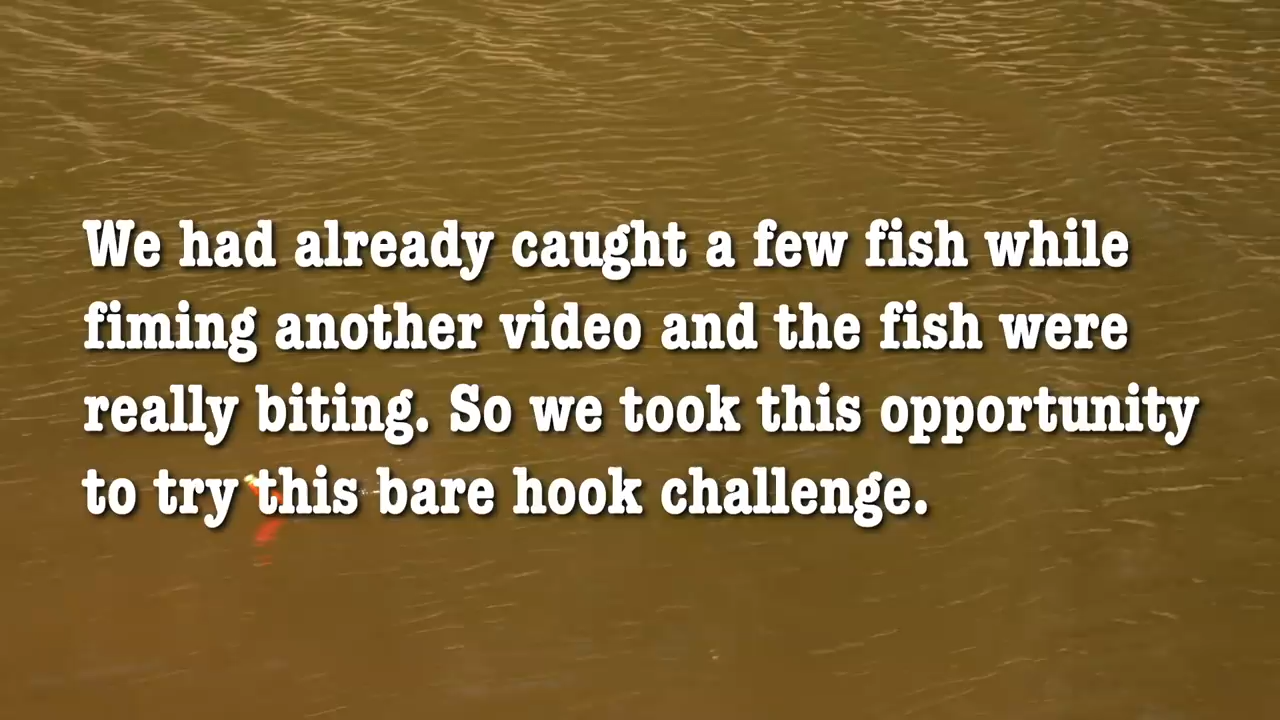 We had already caught a few fish while
fiming another video and the fish were
really biting. So we took this opportunity
to try this bare hook challenge.